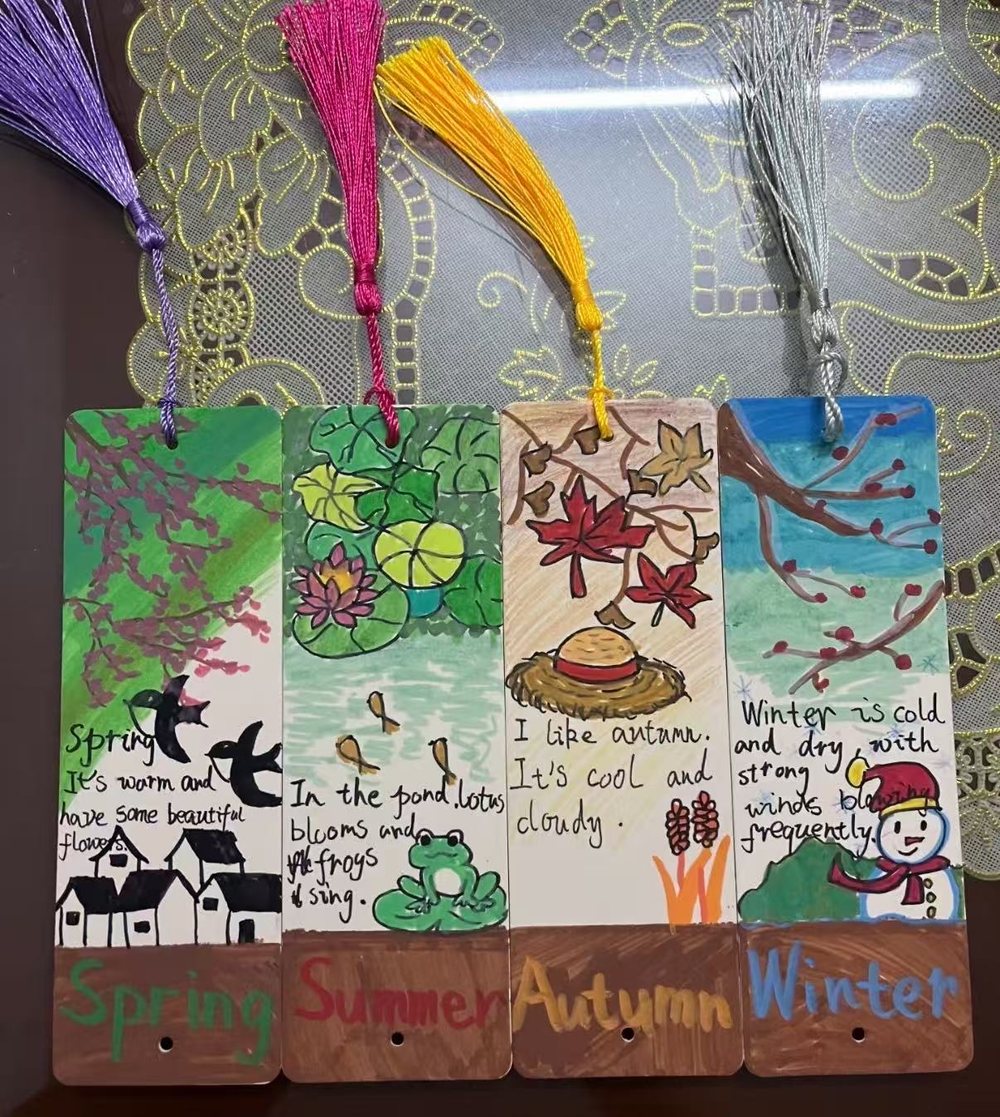 Spring
It's warm and
have some beautiful
flowers.
Spring
In the pond, lotus
blooms and
frogs
sing.
Summer
I like autumn.
It's cool and
cloudy.
Autumn
Winter is cold
and dry, with
strong
winds blowing
frequently.
Winter